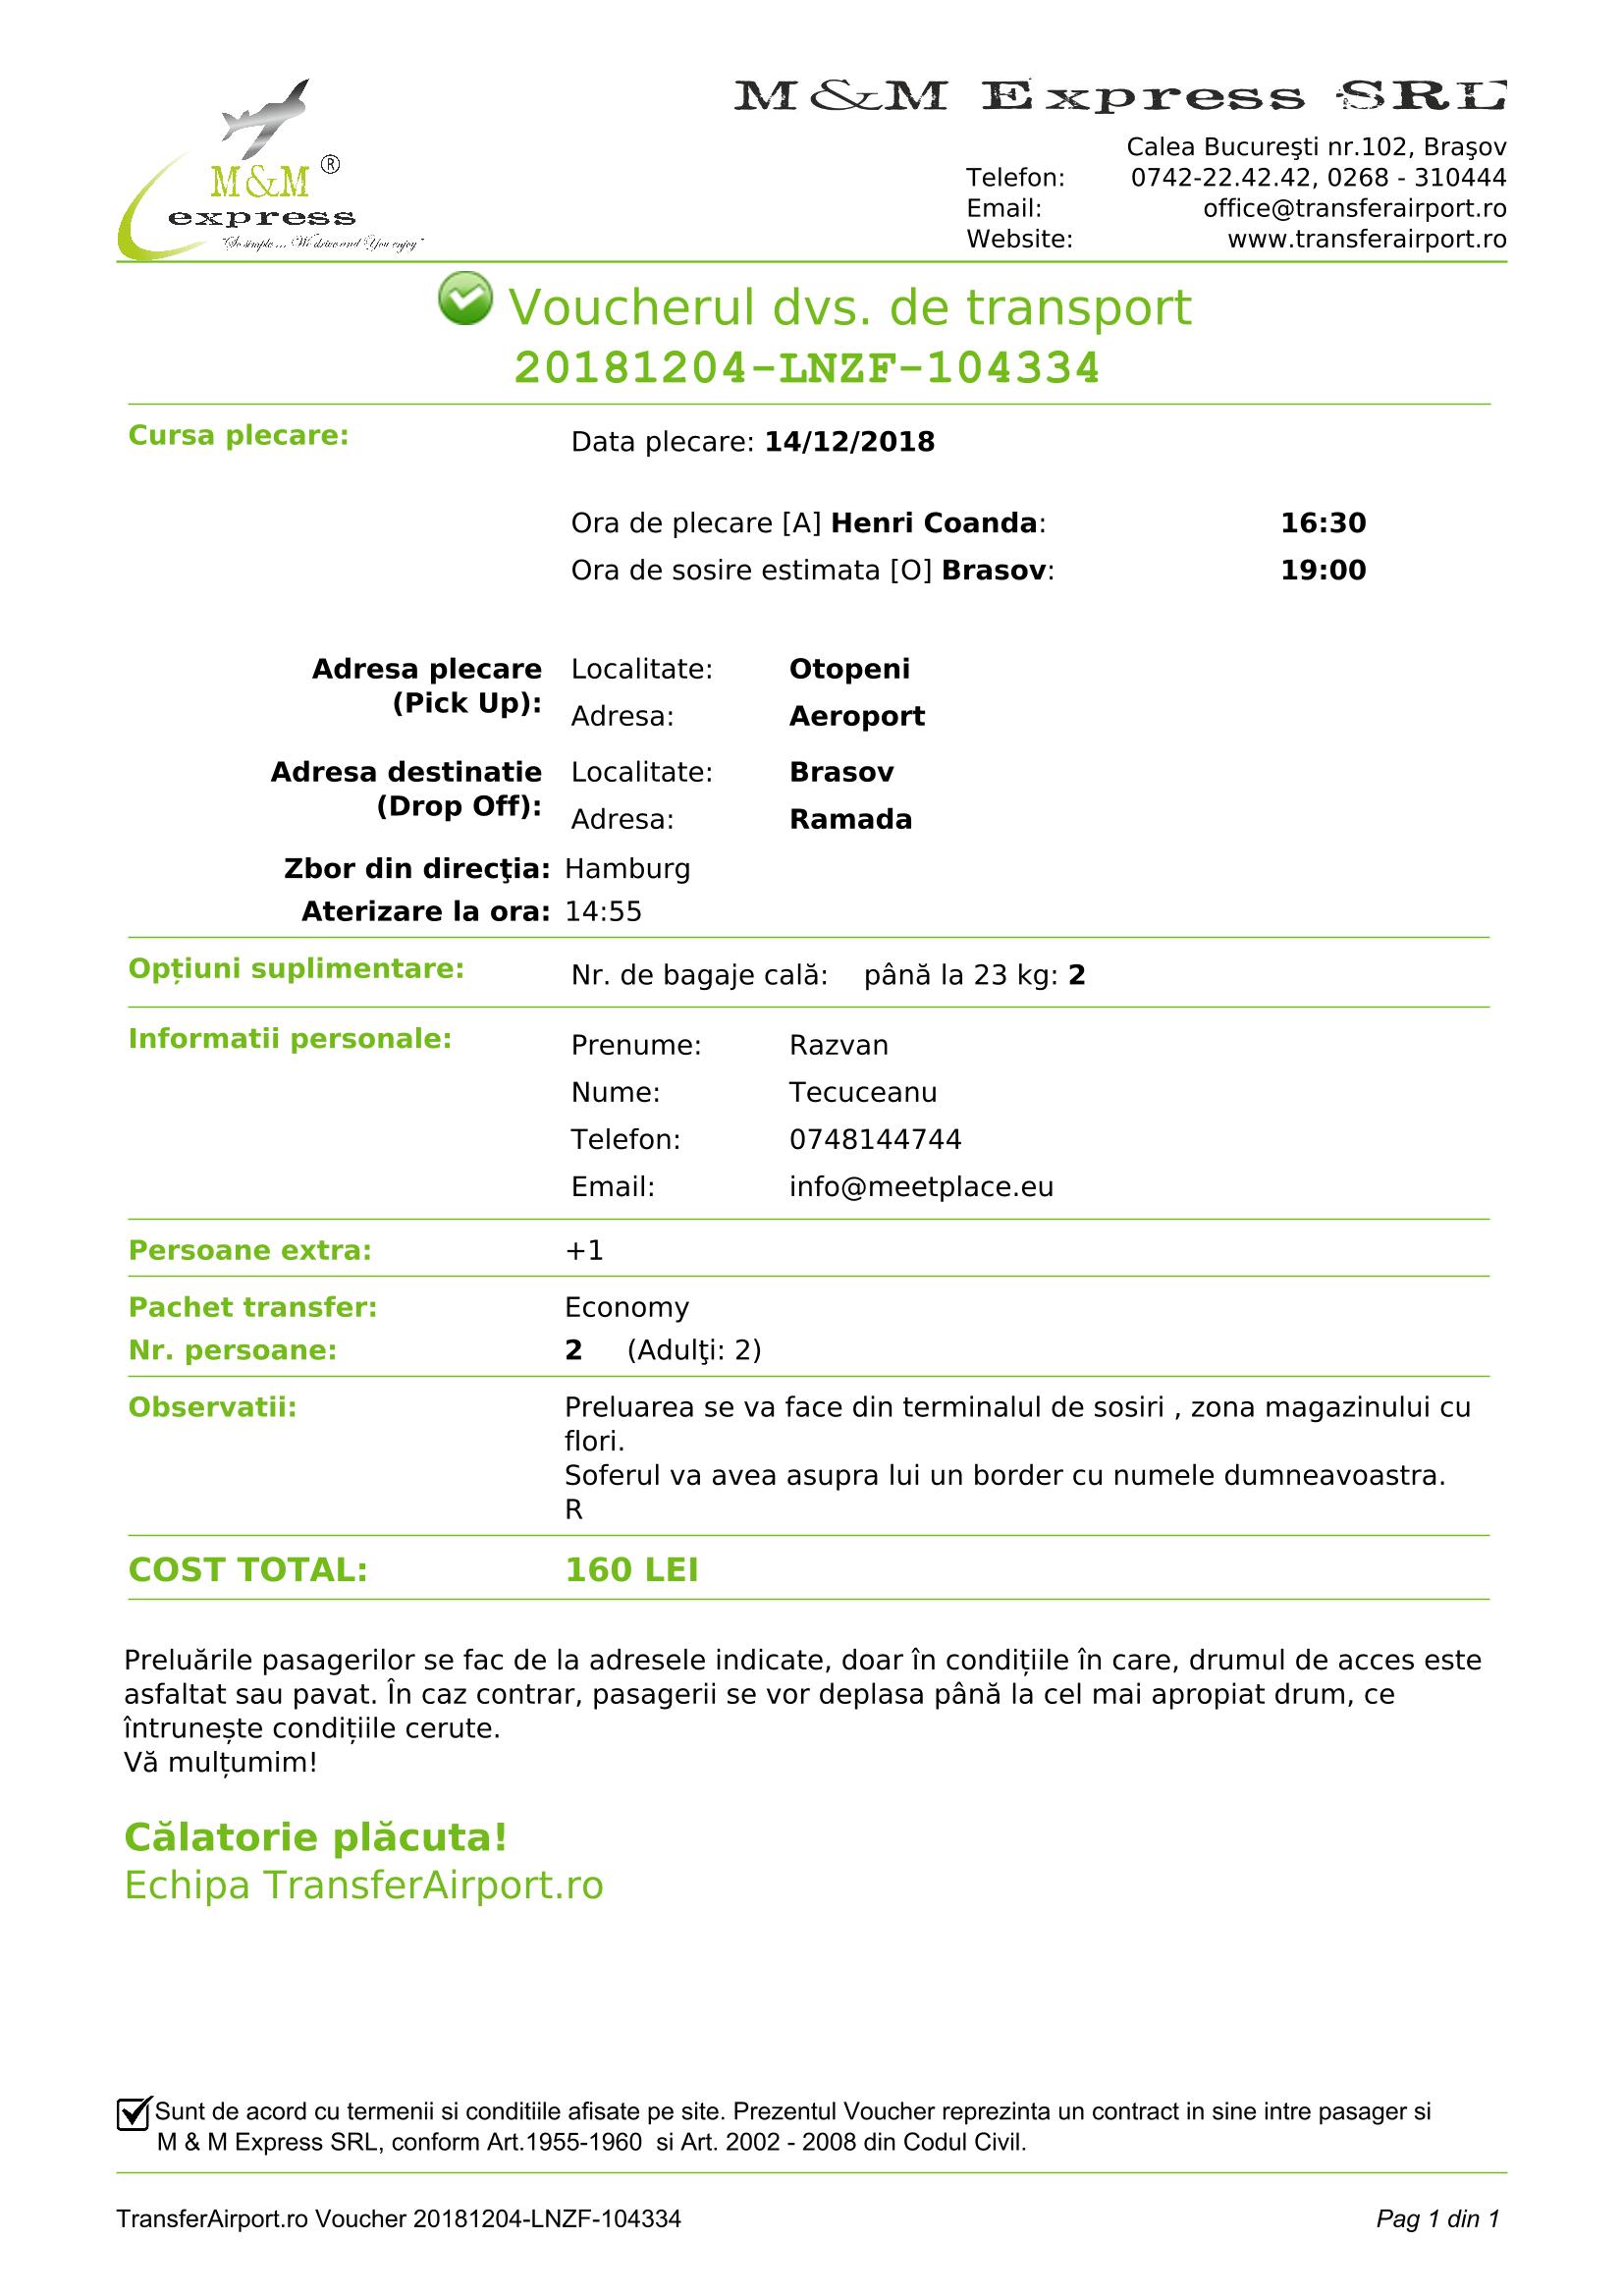 M&M Express SRL
M&M ®
express
"So simple ... We drive and You enjoy"
Calea Bucureşti nr.102, Braşov
Telefon: 0742-22.42.42, 0268 - 310444
Email: office@transferairport.ro
Website: www.transferairport.ro
Voucherul dvs. de transport
20181204-LNZF-104334
Cursa plecare: Data plecare: 14/12/2018
Ora de plecare [A] Henri Coanda: 16:30
Ora de sosire estimata [O] Brasov: 19:00
Adresa plecare Localitate: Otopeni
(Pick Up):
Adresa: Aeroport
Adresa destinatie Localitate: Brasov
(Drop Off):
Adresa: Ramada
Zbor din direcţia: Hamburg
Aterizare la ora: 14:55
Opțiuni suplimentare: Nr. de bagaje cală: până la 23 kg: 2
Informatii personale: Prenume: Razvan
Nume: Tecuceanu
Telefon: 0748144744
Email: info@meetplace.eu
Persoane extra: +1
Pachet transfer: Economy
Nr. persoane: 2 (Adulţi: 2)
Observatii: Preluarea se va face din terminalul de sosiri , zona magazinului cu
flori.
Soferul va avea asupra lui un border cu numele dumneavoastra.
R
COST TOTAL: 160 LEI
Preluările pasagerilor se fac de la adresele indicate, doar în condițiile în care, drumul de acces este
asfaltat sau pavat. În caz contrar, pasagerii se vor deplasa până la cel mai apropiat drum, ce
întrunește condițiile cerute.
Vă mulțumim!
Călatorie plăcuta!
Echipa TransferAirport.ro
Sunt de acord cu termenii si conditiile afisate pe site. Prezentul Voucher reprezinta un contract in sine intre pasager si
M & M Express SRL, conform Art.1955-1960 si Art. 2002 - 2008 din Codul Civil.
TransferAirport.ro Voucher 20181204-LNZF-104334 Pag 1 din 1